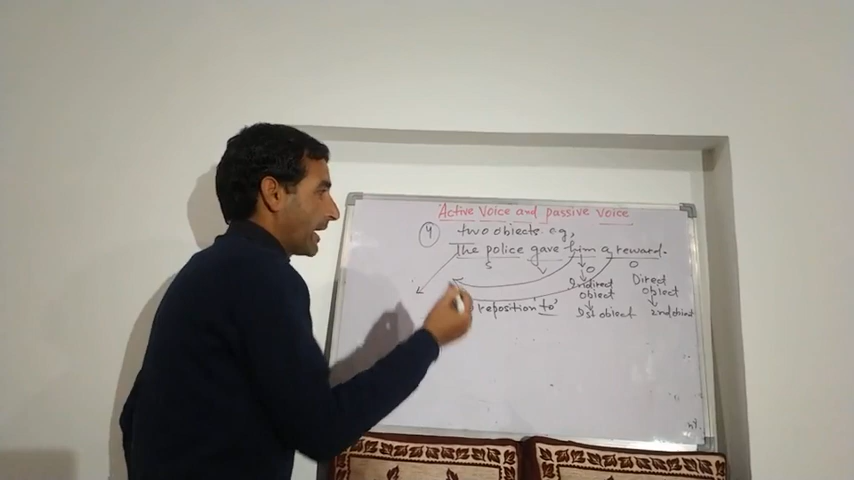 Active Voice and passive Voice
4 two objects. eg,
The police gave him a reward.
S V O O
Indirect Direct
object object
Preposition 'to' 1st object 2nd object